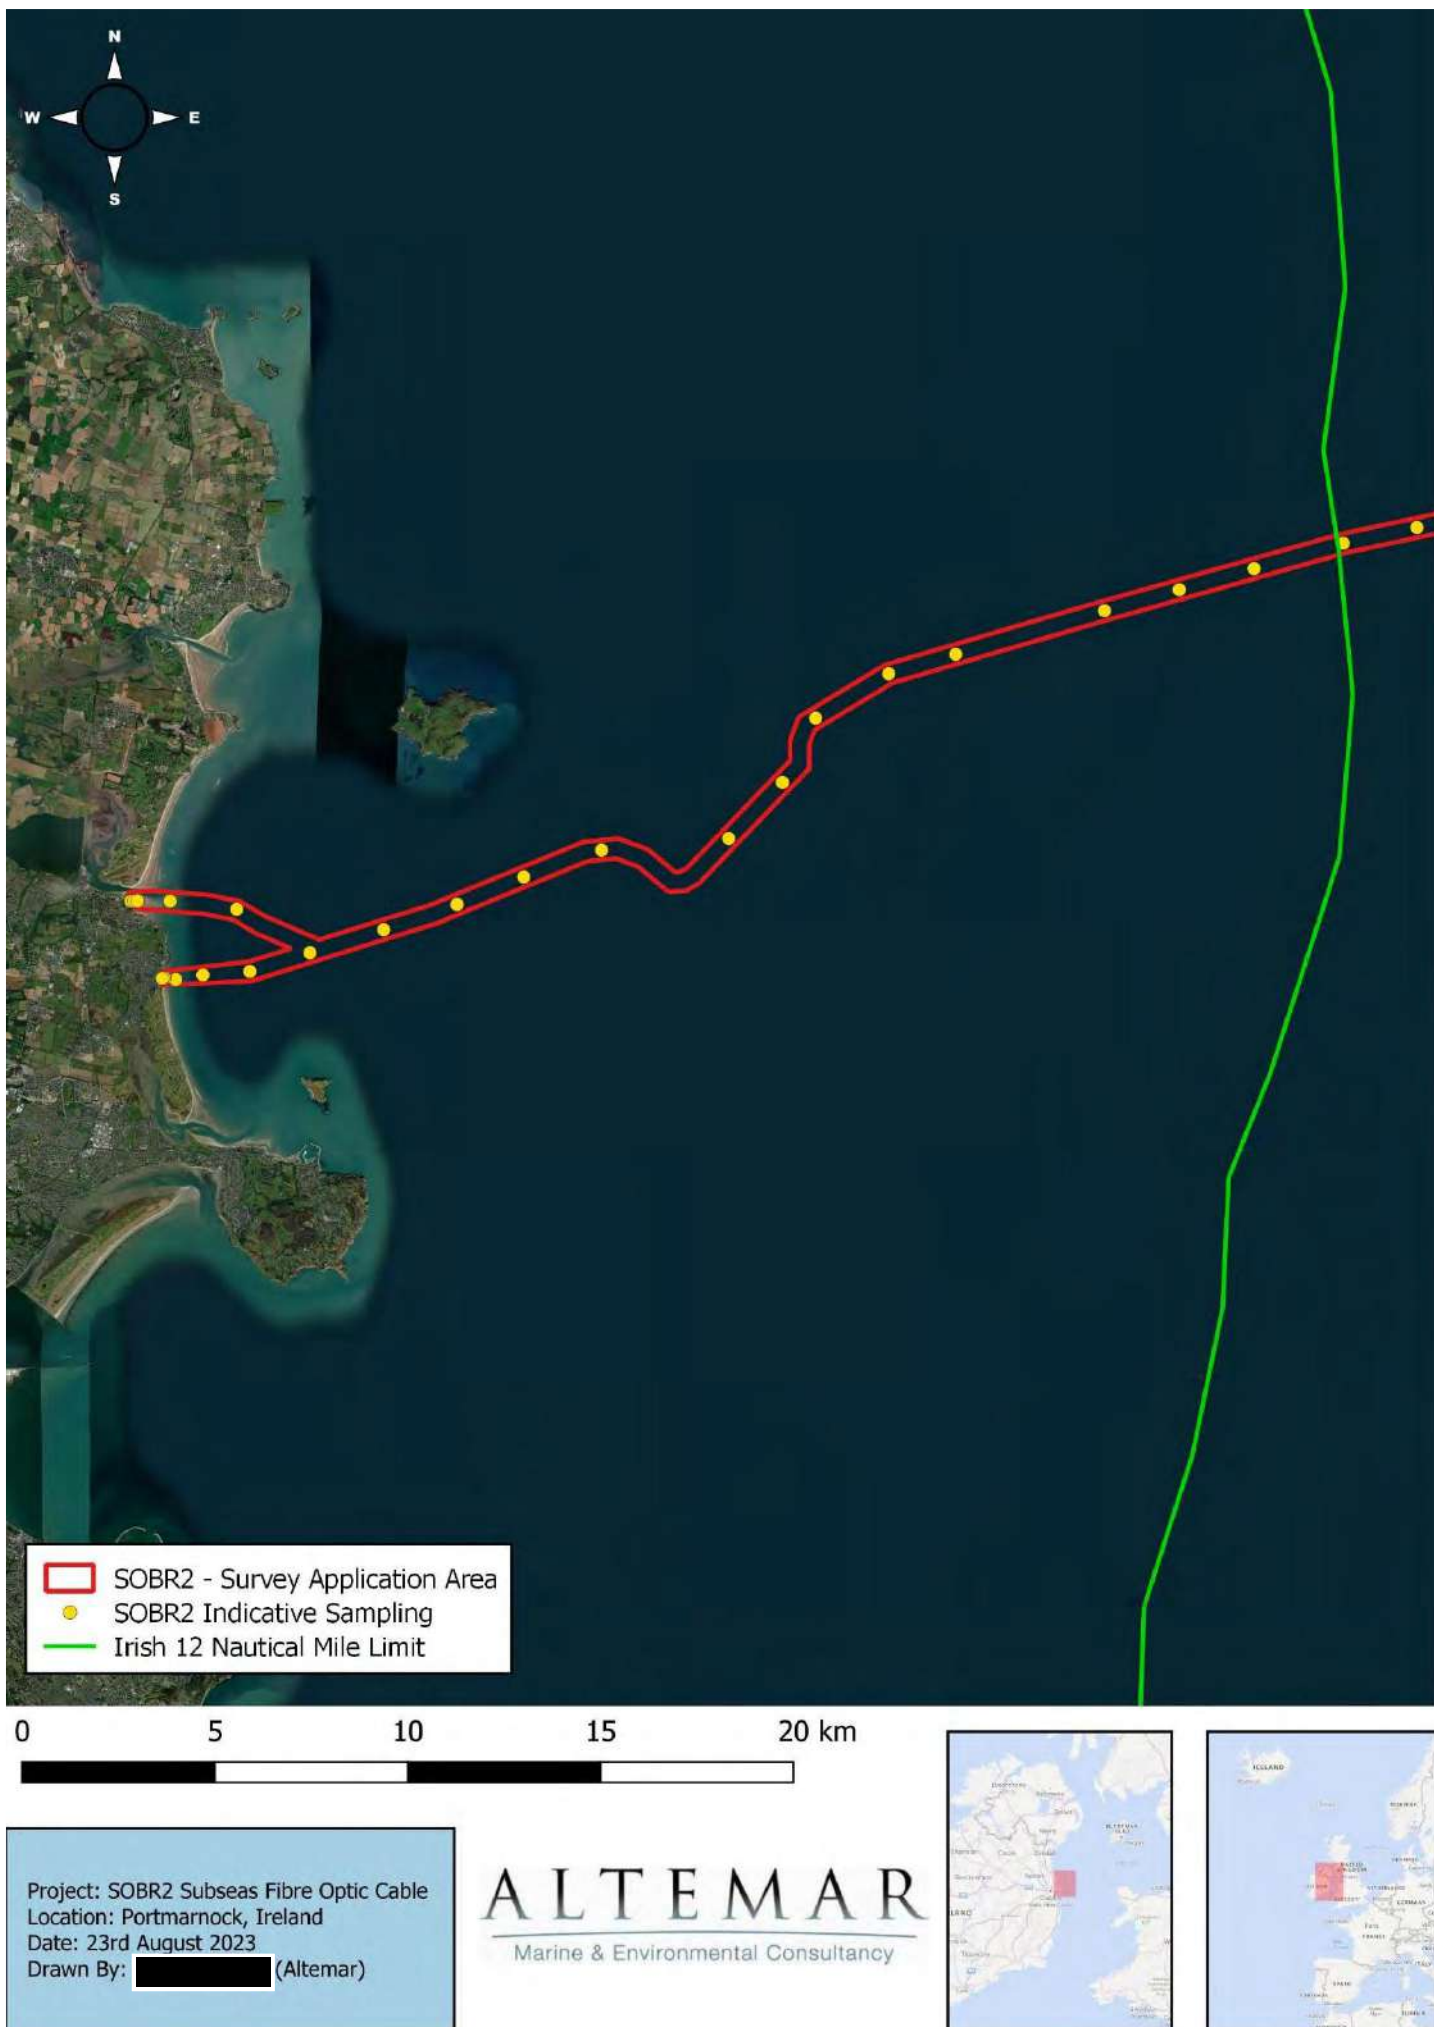 N
W
E
S
SOBR2 - Survey Application Area
SOBR2 Indicative Sampling
Irish 12 Nautical Mile Limit
0 5 10 15 20 km
Project: SOBR2 Subseas Fibre Optic Cable
Location: Portmarnock, Ireland
Date: 23rd August 2023
Drawn By: (Altemar)
ALTEMAR
Marine & Environmental Consultancy
ICELAND
FRANCE